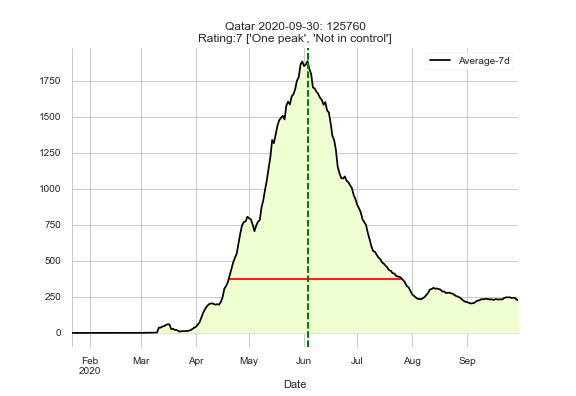 Qatar 2020-09-30: 125760
Rating:7 ['One peak', 'Not in control']
Average-7d
1750
1500
1250
1000
750
500
250
0
Feb Mar Apr May Jun Jul Aug Sep
2020
Date